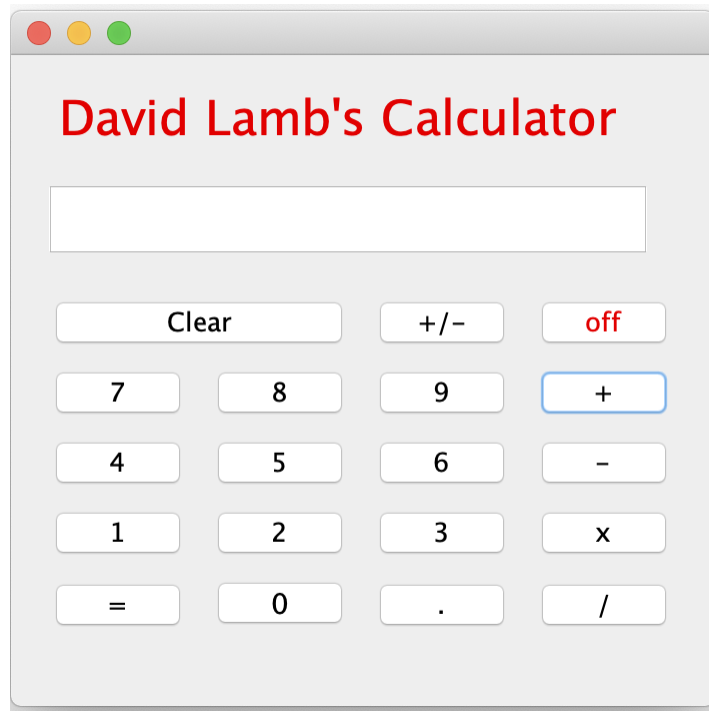 David Lamb's Calculator
Clear +/- off
7 8 9 +
4 5 6 -
1 2 3 x
= 0 . /